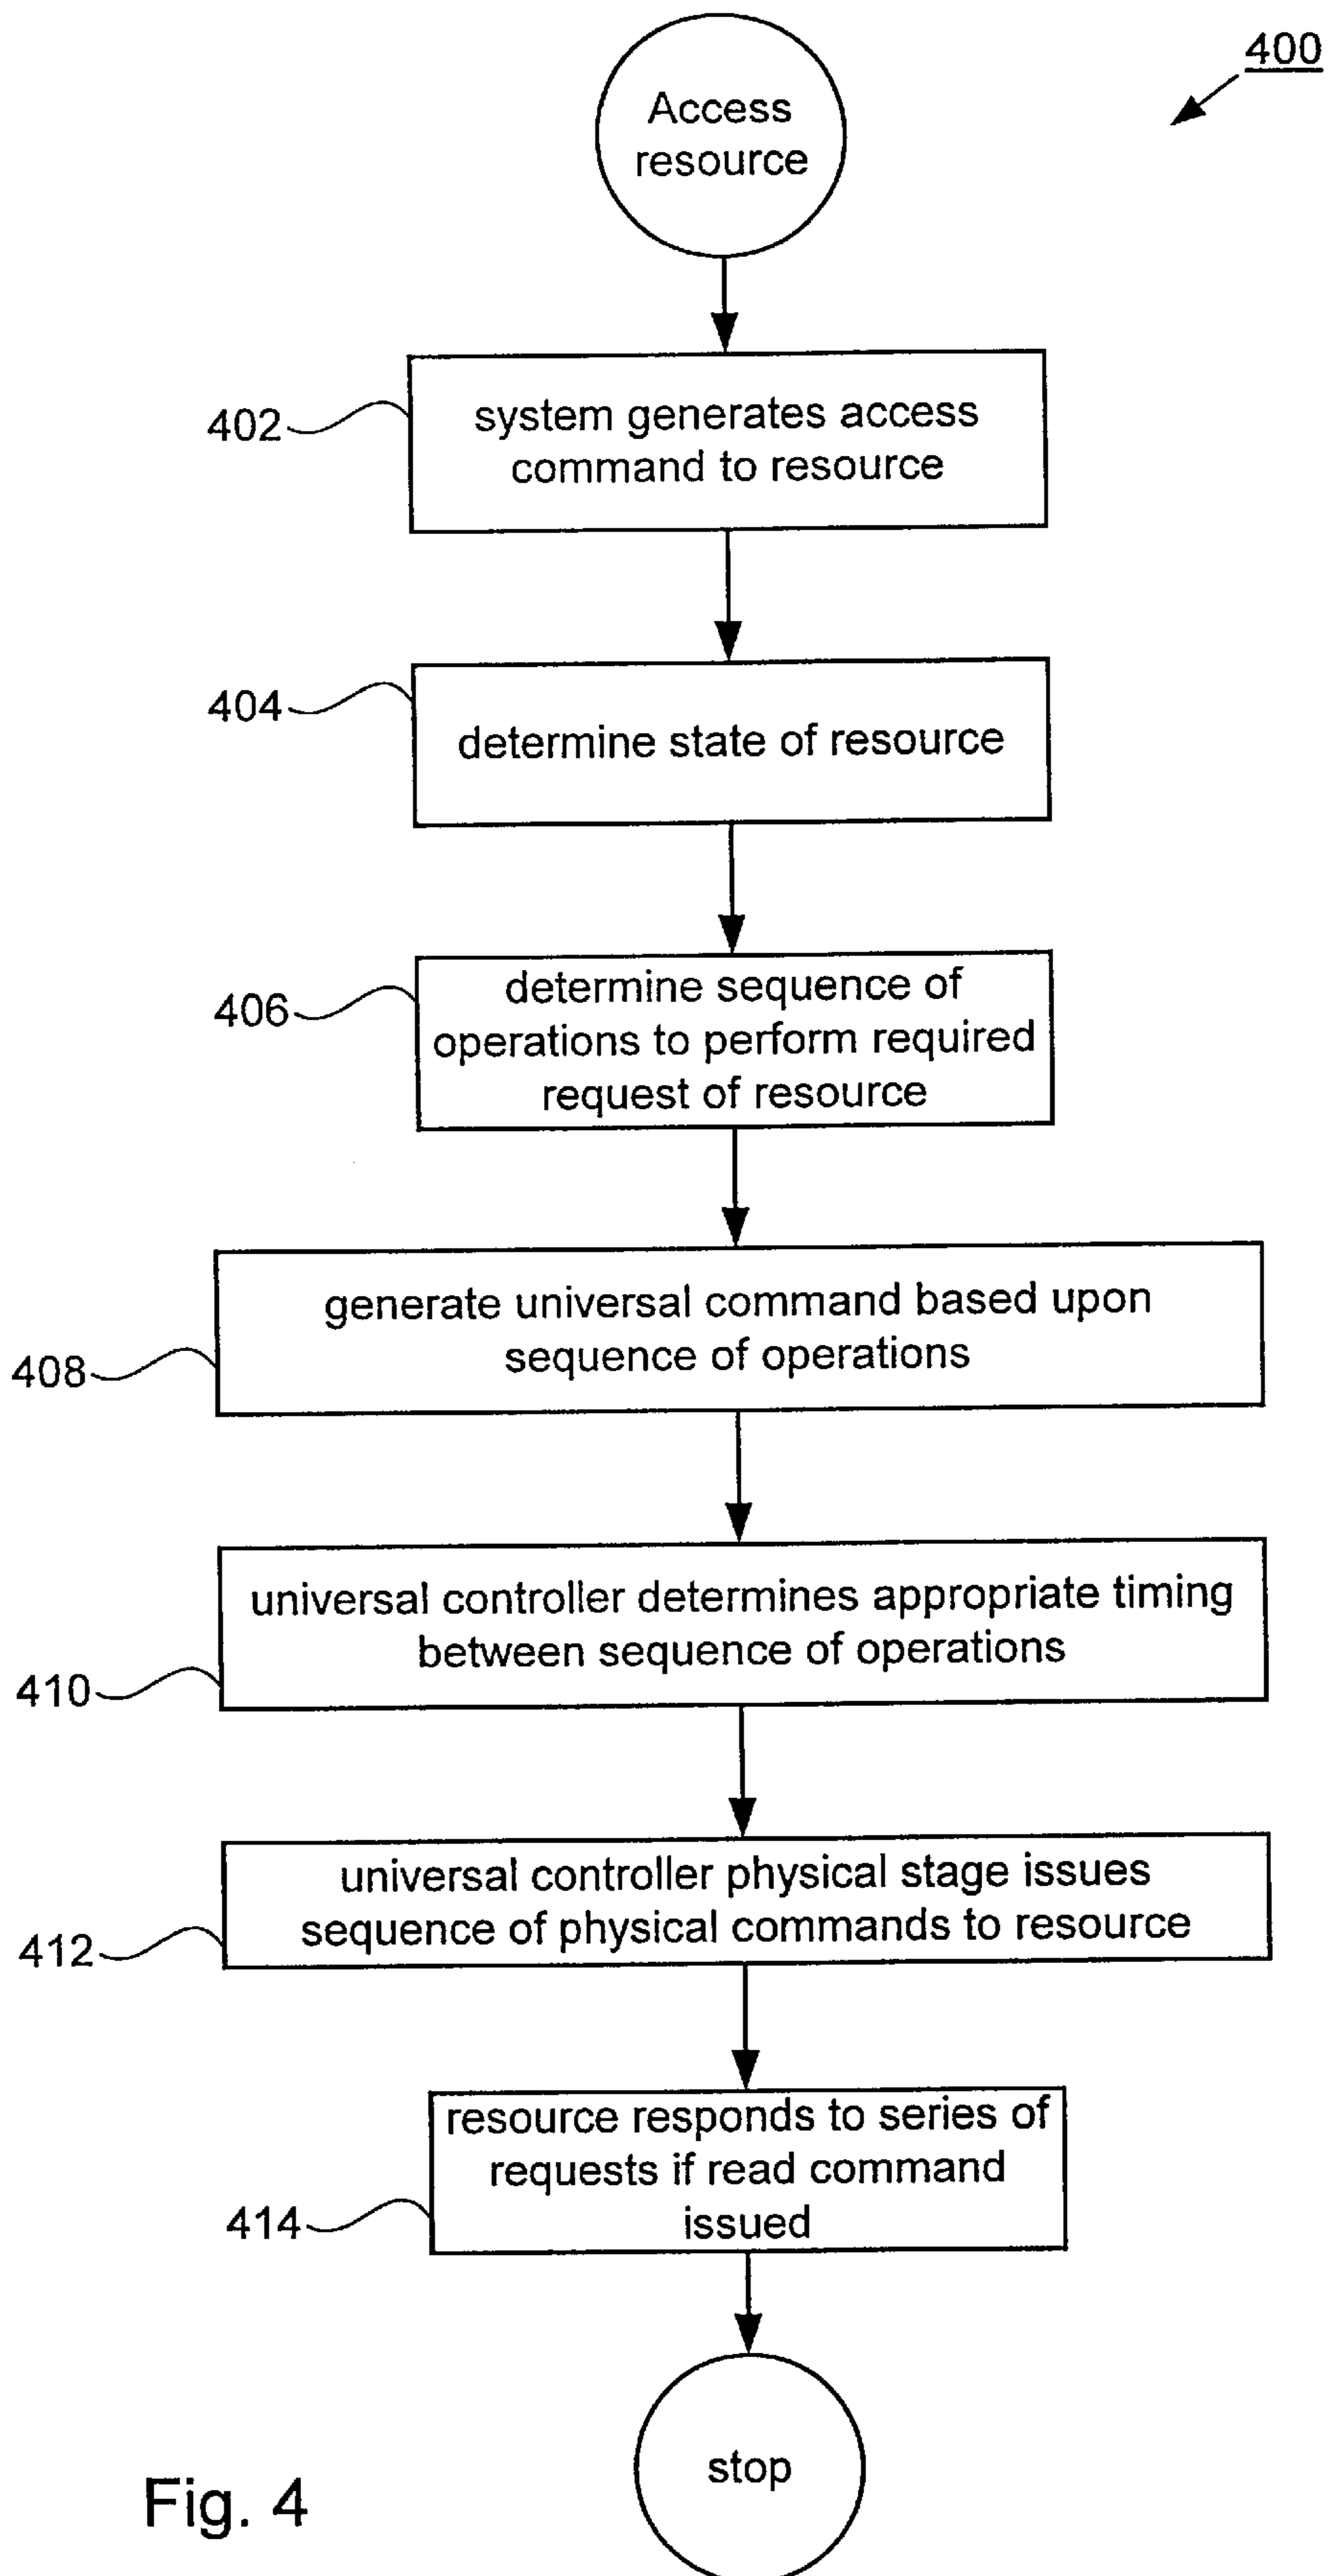 400
Access
resource
402
system generates access
command to resource
404
determine state of resource
406
determine sequence of
operations to perform required
request of resource
408
generate universal command based upon
sequence of operations
410
universal controller determines appropriate timing
between sequence of operations
412
universal controller physical stage issues
sequence of physical commands to resource
414
resource responds to series of
requests if read command
issued
stop
Fig. 4